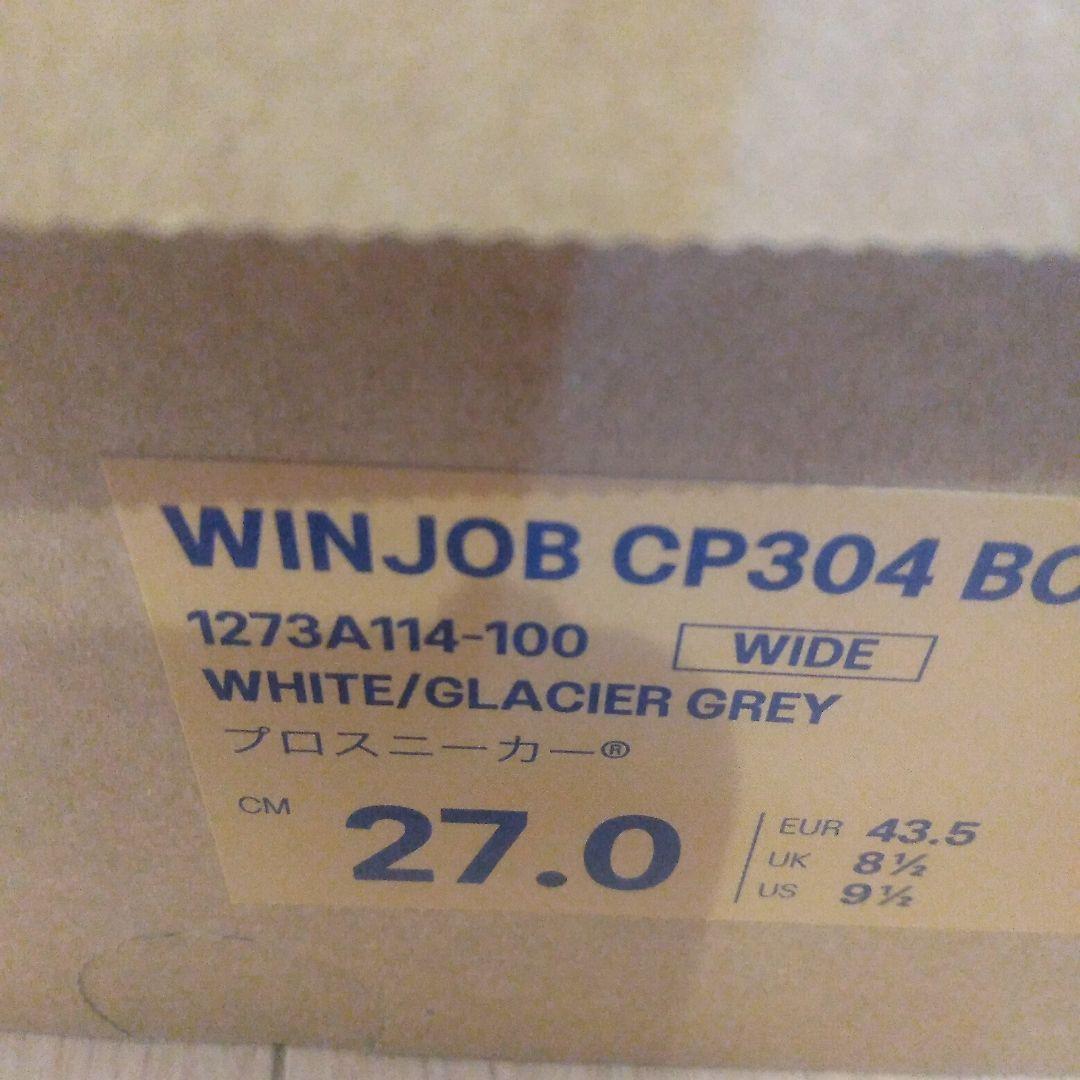 WINJOB CP304
1273A114-100 WIDE
WHITE/GLACIER GREY
プロスニーカー®
CM 27.0
EUR 43.5
UK 8½
US 9½